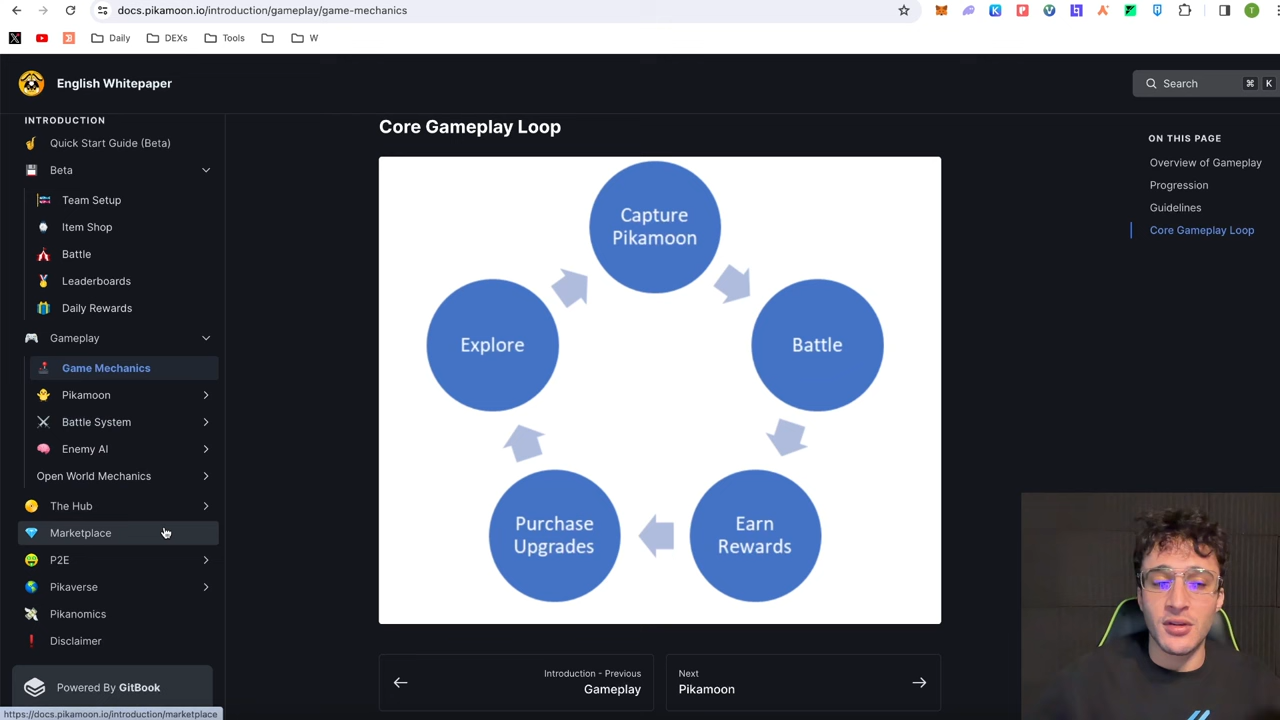 docs.pikamoon.io/introduction/gameplay/game-mechanics
Daily
DEXs
Tools
W
English Whitepaper
Search
⌘
K
INTRODUCTION
Quick Start Guide (Beta)
Beta
Team Setup
Item Shop
Battle
Leaderboards
Daily Rewards
Gameplay
Game Mechanics
Pikamoon
Battle System
Enemy AI
Open World Mechanics
The Hub
Marketplace
P2E
Pikaverse
Pikanomics
Disclaimer
Powered By GitBook
https://docs.pikamoon.io/introduction/marketplace
Core Gameplay Loop
Capture
Pikamoon
Explore
Battle
Purchase
Upgrades
Earn
Rewards
Introduction - Previous
Gameplay
Next
Pikamoon
ON THIS PAGE
Overview of Gameplay
Progression
Guidelines
Core Gameplay Loop
T